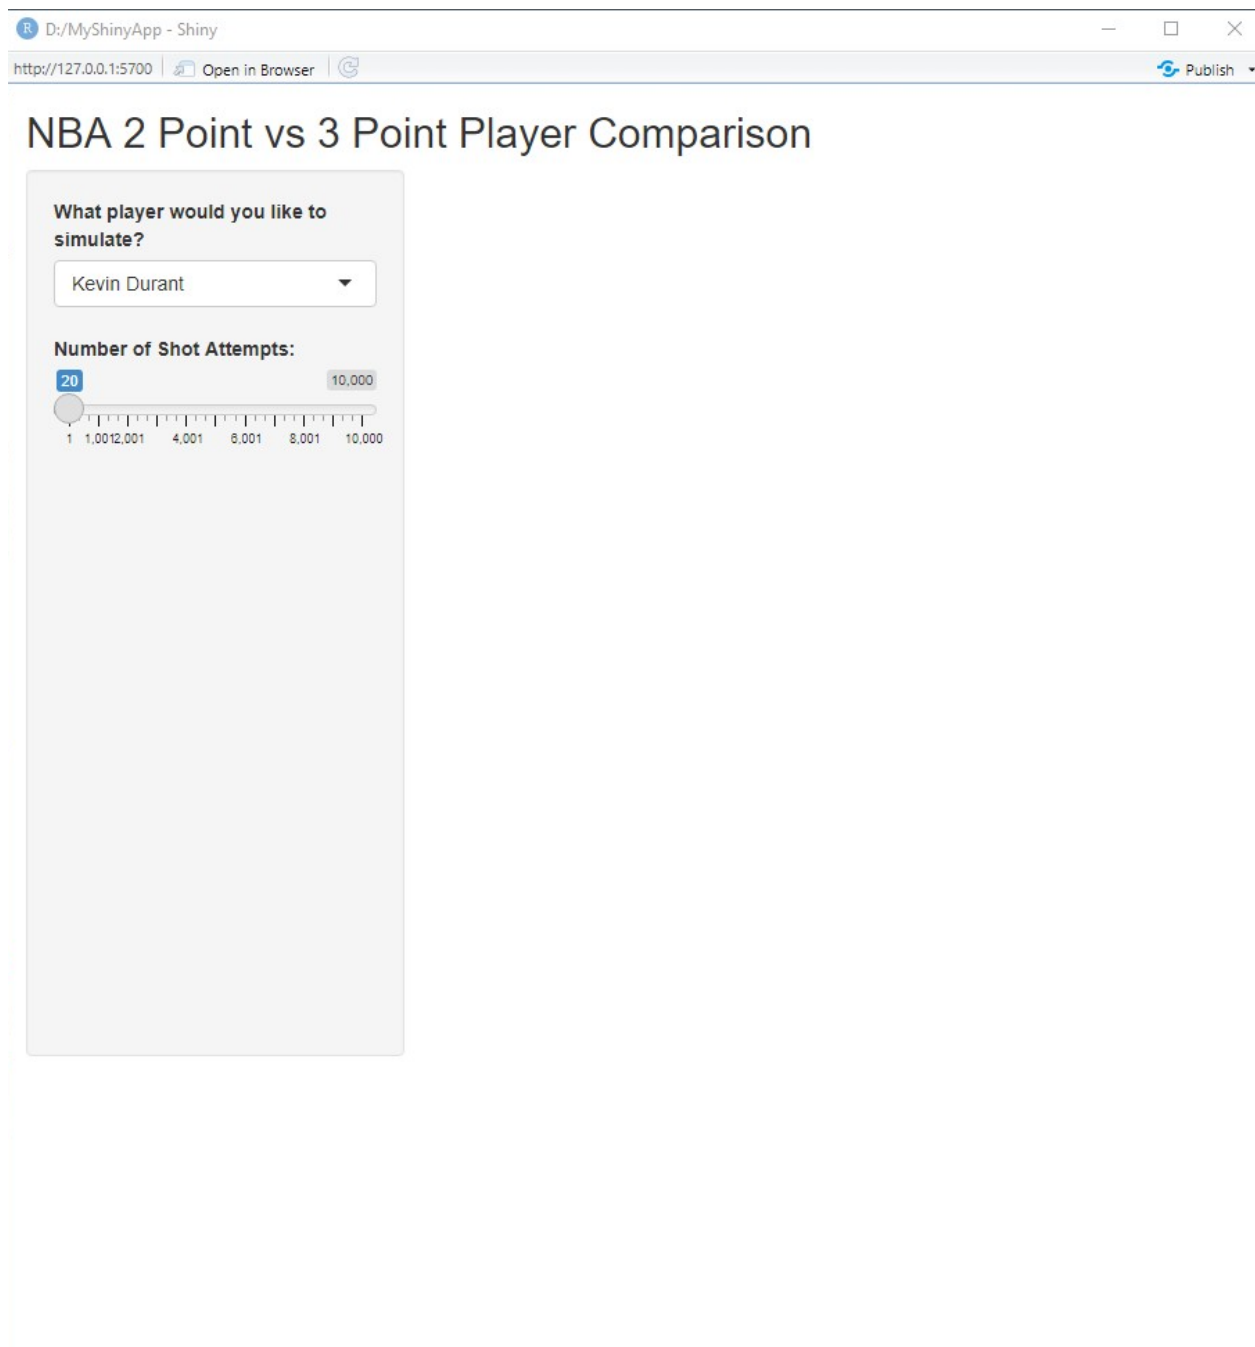 R D:/MyShinyApp - Shiny
http://127.0.0.1:5700 Open in Browser Publish
NBA 2 Point vs 3 Point Player Comparison
What player would you like to
simulate?
Kevin Durant
Number of Shot Attempts:
20 10,000
1 1,001 2,001 4,001 6,001 8,001 10,000